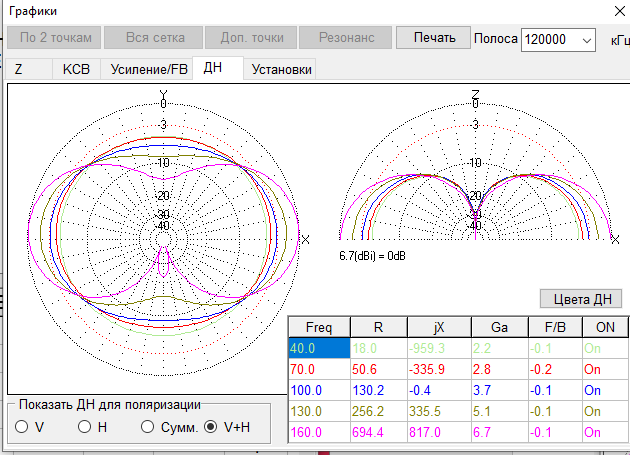 Графики
По 2 точкам Вся сетка Доп. точки Резонанс Печать Полоса 120000 кГц
Z КСВ Усиление/FB ДН Установки
Y Z
0 0
-3 -3
-10 -10
-20 -20
-30 -30
-40 -40
X X
6.7(dBi) = 0dB
Цвета ДН
Freq R jX Ga F/B ON
40.0 18.0 -959.3 2.2 -0.1 On
70.0 50.6 -335.9 2.8 -0.2 On
100.0 130.2 -0.4 3.7 -0.1 On
130.0 256.2 335.5 5.1 -0.1 On
160.0 694.4 817.0 6.7 -0.1 On
Показать ДН для поляризации
V H Сумм. V+H